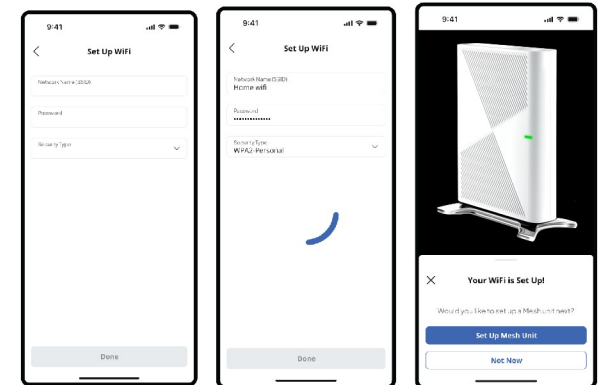 9:41
Set Up WiFi
Network Name (SSID)
Password
Security Type
Done
9:41
Set Up WiFi
Network Name (SSID)
Home wifi
Password
••••••••••••••
Security Type
WPA2-Personal
Done
9:41
Your WiFi is Set Up!
Would you like to set up a Mesh unit next?
Set Up Mesh Unit
Not Now